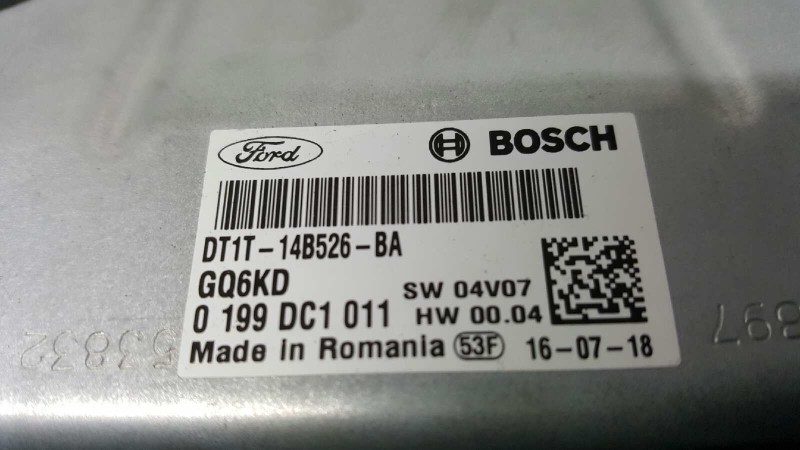 Ford BOSCH
DT1T-14B526-BA
GQ6KD SW 04V07
0 199 DC1 011 HW 00.04
Made in Romania 53F 16-07-18